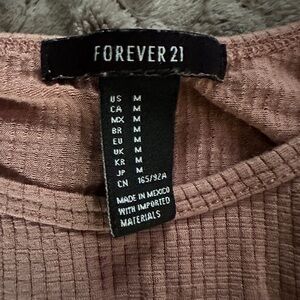 FOREVER 21
US M
CA M
MX M
BR M
EU M
UK M
KR M
JP M
CN 165/92A
MADE IN MEXICO
WITH IMPORTED
MATERIALS